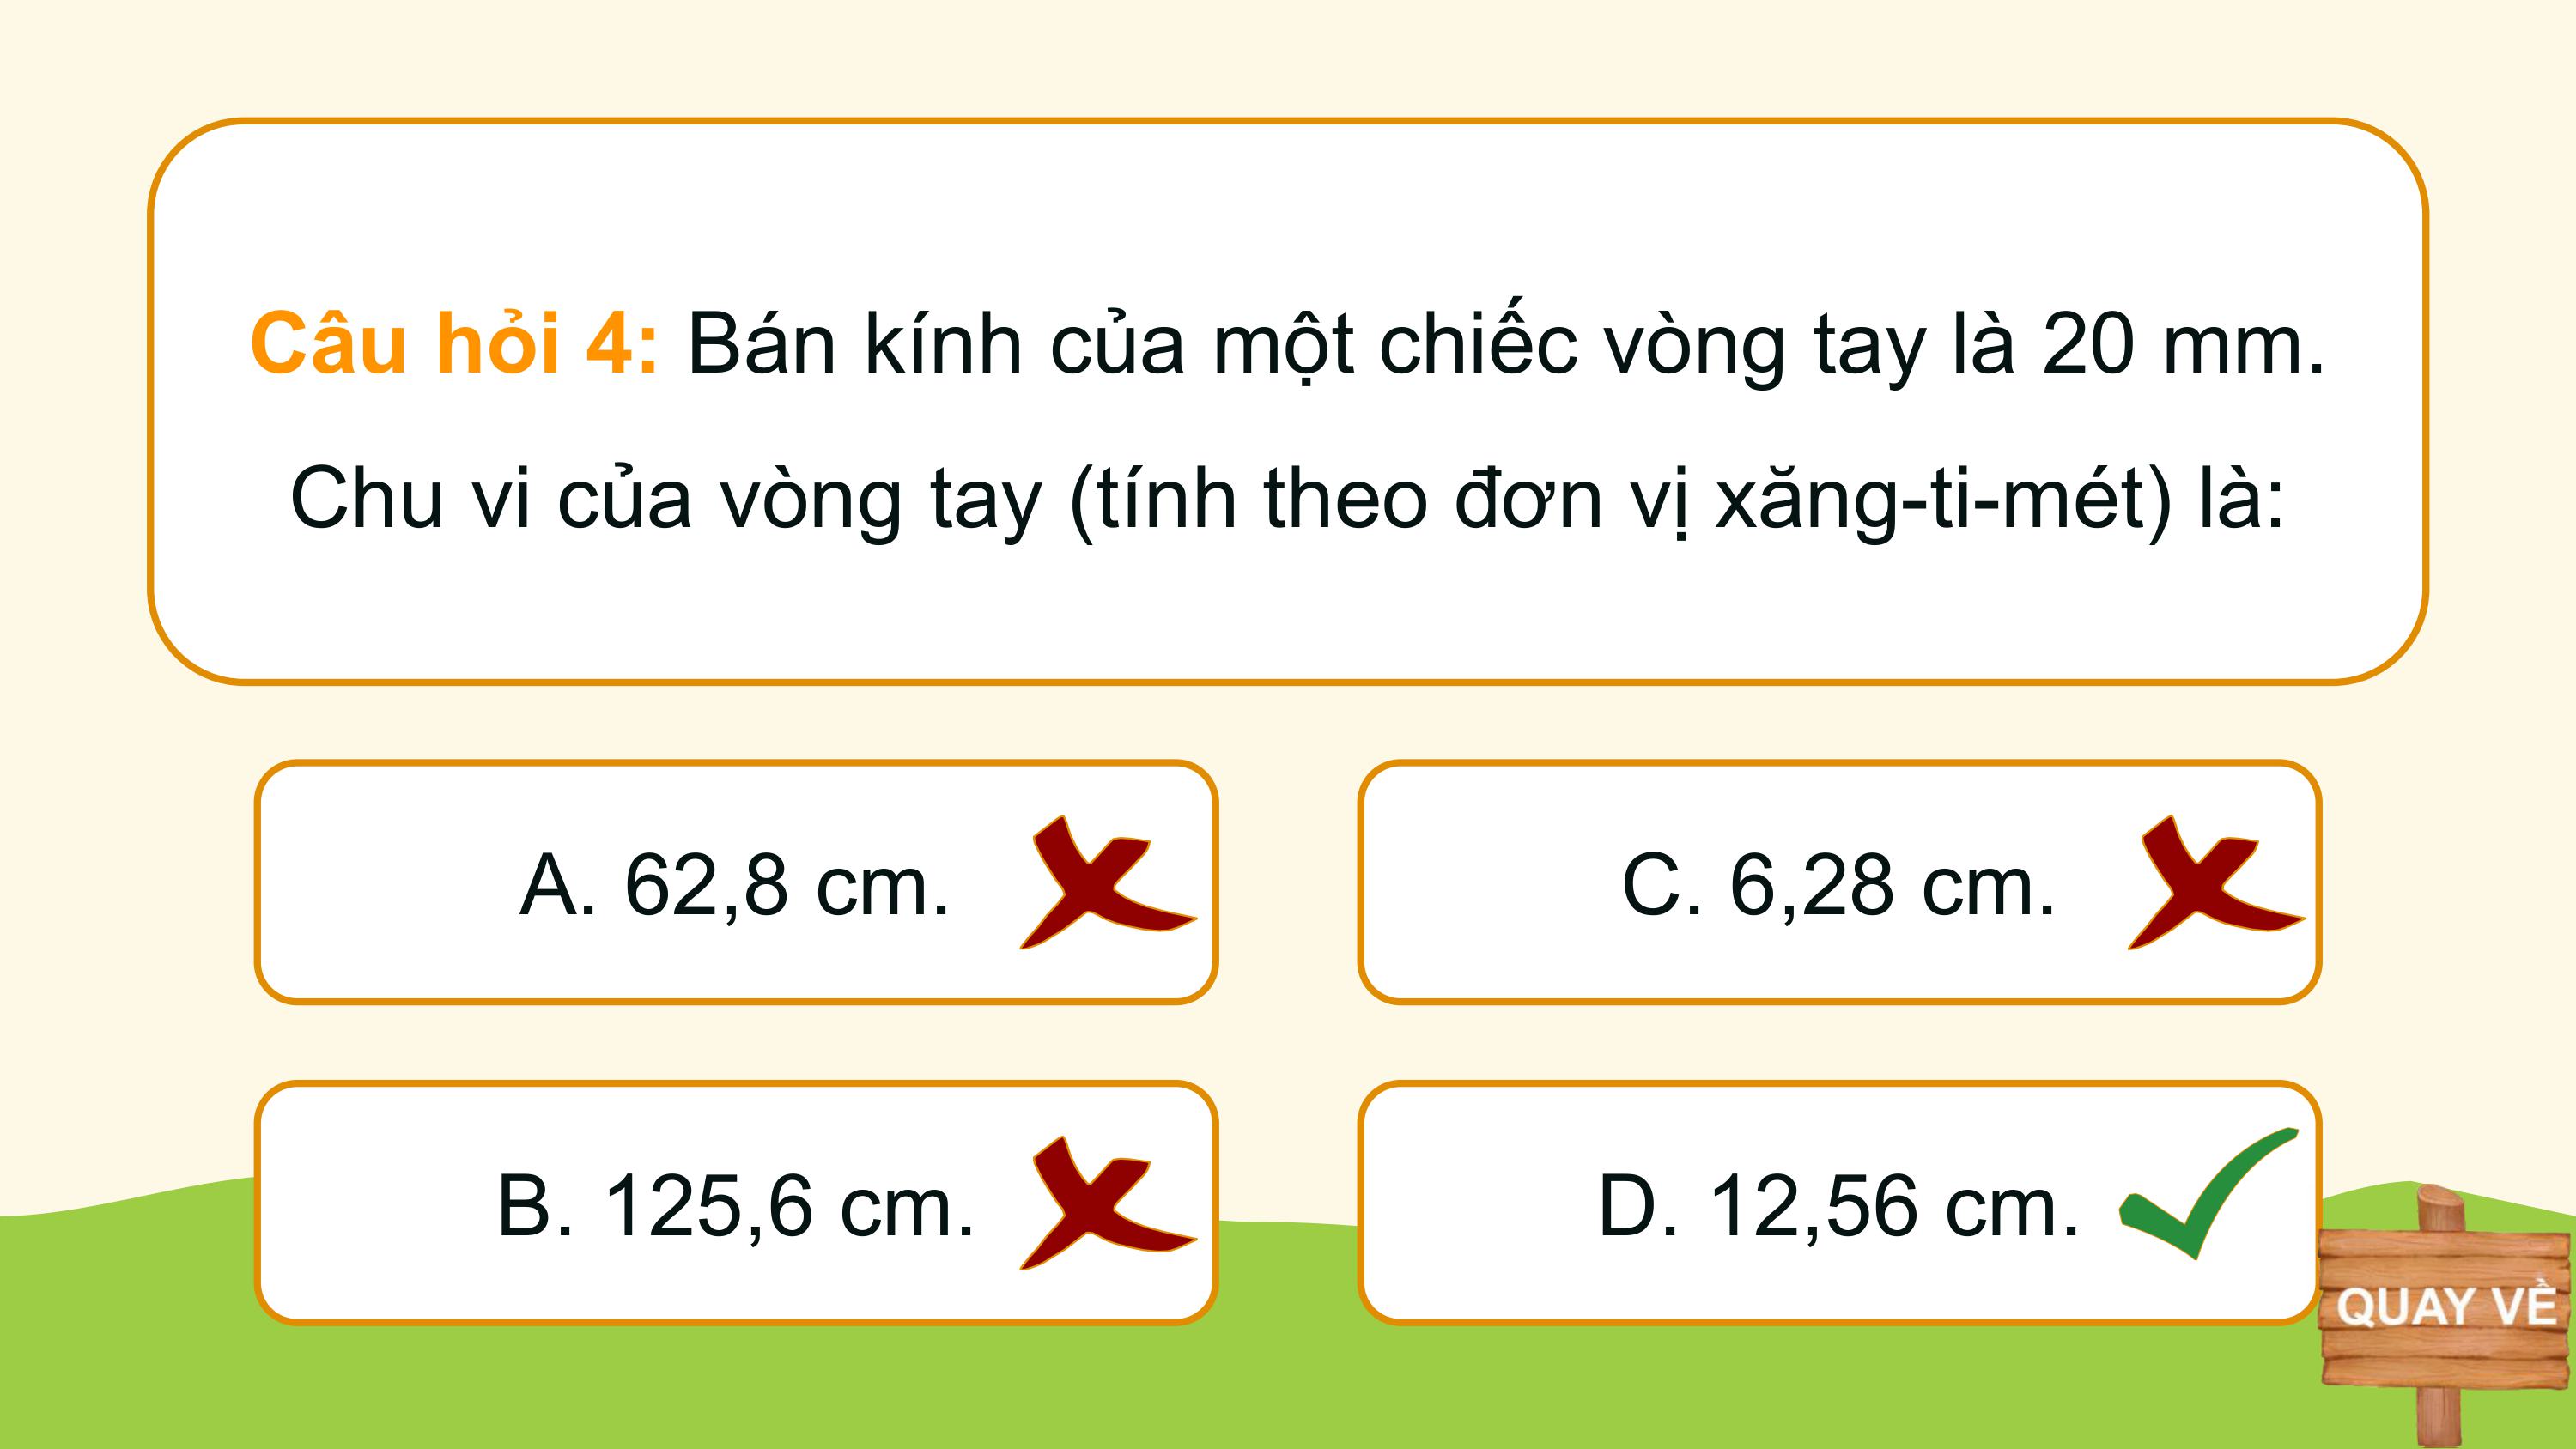 Câu hỏi 4: Bán kính của một chiếc vòng tay là 20 mm.
Chu vi của vòng tay (tính theo đơn vị xăng-ti-mét) là:
A. 62,8 cm.
C. 6,28 cm.
B. 125,6 cm.
D. 12,56 cm.
QUAY VỀ